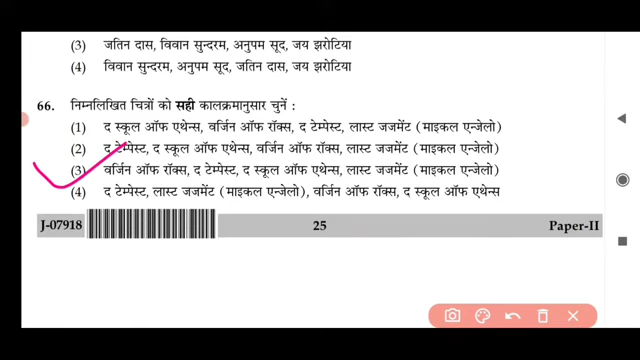 (3) जतिन दास, विवान सुन्दरम, अनुपम सूद, जय झरोटिया
(4) विवान सुन्दरम, अनुपम सूद, जतिन दास, जय झरोटिया
66. निम्नलिखित चित्रों को सही कालक्रमानुसार चुनें :
(1) द स्कूल ऑफ एथेन्स, वर्जिन ऑफ रॉक्स, द टेम्पेस्ट, लास्ट जजमेंट (माइकल एन्जेलो)
(2) द टेम्पेस्ट, द स्कूल ऑफ एथेन्स, वर्जिन ऑफ रॉक्स, लास्ट जजमेंट (माइकल एन्जेलो)
(3) वर्जिन ऑफ रॉक्स, द टेम्पेस्ट, द स्कूल ऑफ एथेन्स, लास्ट जजमेंट (माइकल एन्जेलो)
(4) द टेम्पेस्ट, लास्ट जजमेंट (माइकल एन्जेलो), वर्जिन ऑफ रॉक्स, द स्कूल ऑफ एथेन्स
J-07918 25 Paper-II